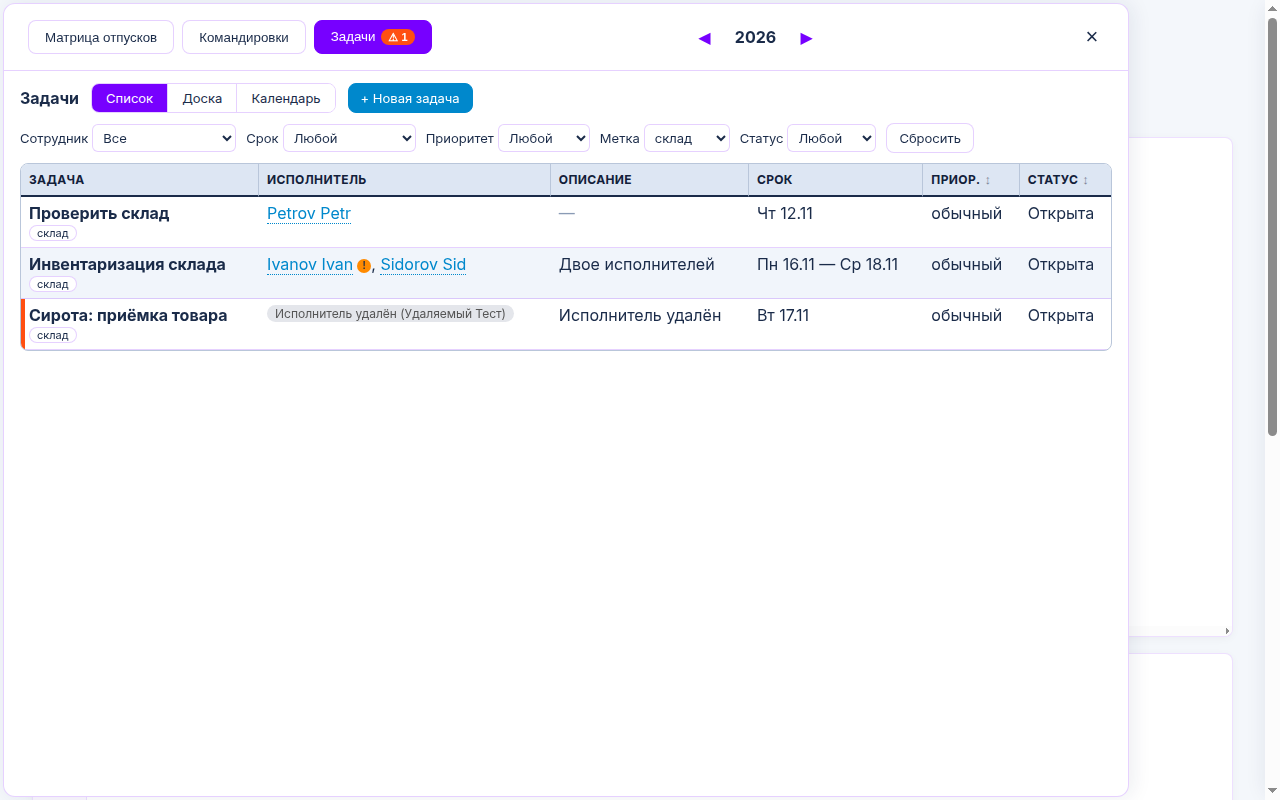 Матрица отпусков Командировки Задачи ⚠ 1 ◀ 2026 ▶ ×
Задачи Список Доска Календарь + Новая задача
Сотрудник Все Срок Любой Приоритет Любой Метка склад Статус Любой Сбросить
ЗАДАЧА ИСПОЛНИТЕЛЬ ОПИСАНИЕ СРОК ПРИОР. ↕ СТАТУС ↕
Проверить склад Petrov Petr — Чт 12.11 обычный Открыта
склад
Инвентаризация склада Ivanov Ivan !, Sidorov Sid Двое исполнителей Пн 16.11 — Ср 18.11 обычный Открыта
склад
Сирота: приёмка товара Исполнитель удалён (Удаляемый Тест) Исполнитель удалён Вт 17.11 обычный Открыта
склад